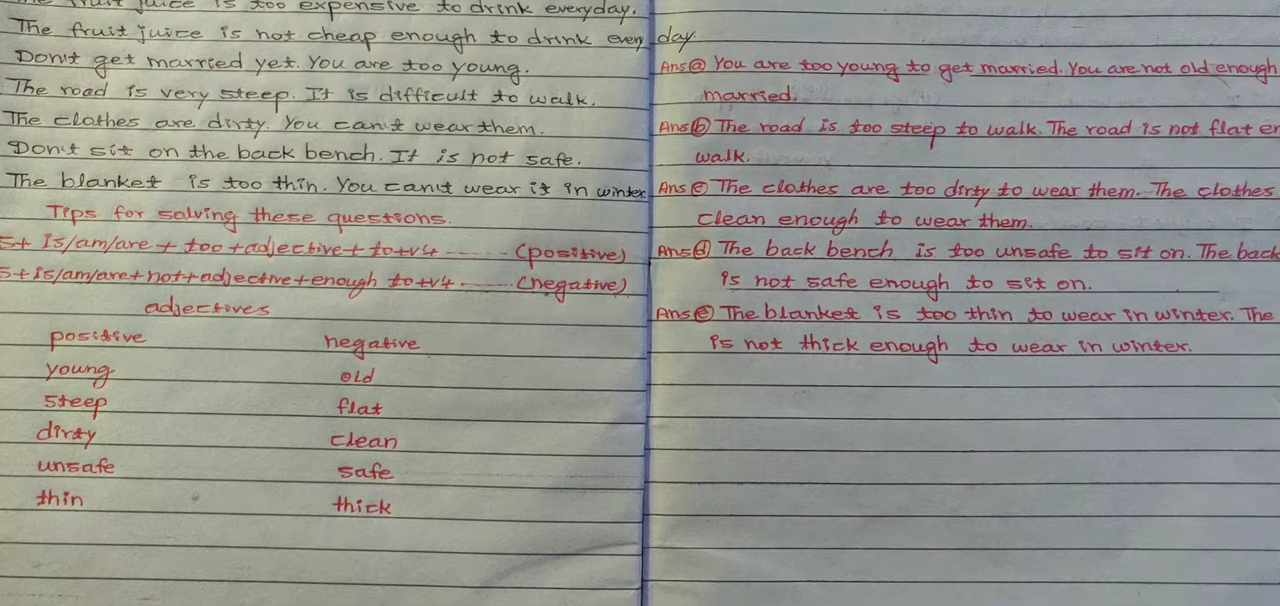 The fruit juice is too expensive to drink everyday.
The fruit juice is not cheap enough to drink every day
Don't get married yet. You are too young.
The road is very steep. It is difficult to walk.
The clothes are dirty. You can't wear them.
Don't sit on the back bench. It is not safe.
The blanket is too thin. You can't wear it in winter.
Tips for solving these questions.
S+ is/am/are + too + adjective + to+v4 ...... (positive)
S+is/am/are+not+adjective+enough to+v4 ...... (negative)
adjectives
positive negative
young old
steep flat
dirty clean
unsafe safe
thin thick
Ans ⓐ You are too young to get married. You are not old enough
married.
Ans ⓑ The road is too steep to walk. The road is not flat
walk.
Ans ⓒ The clothes are too dirty to wear them. The clothes
clean enough to wear them.
Ans ⓓ The back bench is too unsafe to sit on. The back
is not safe enough to sit on.
Ans ⓔ The blanket is too thin to wear in winter. The
is not thick enough to wear in winter.